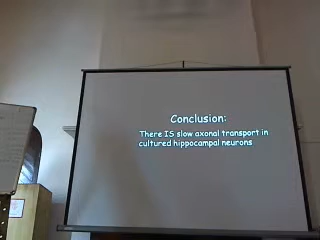 Conclusion:
There IS slow axonal transport in
cultured hippocampal neurons